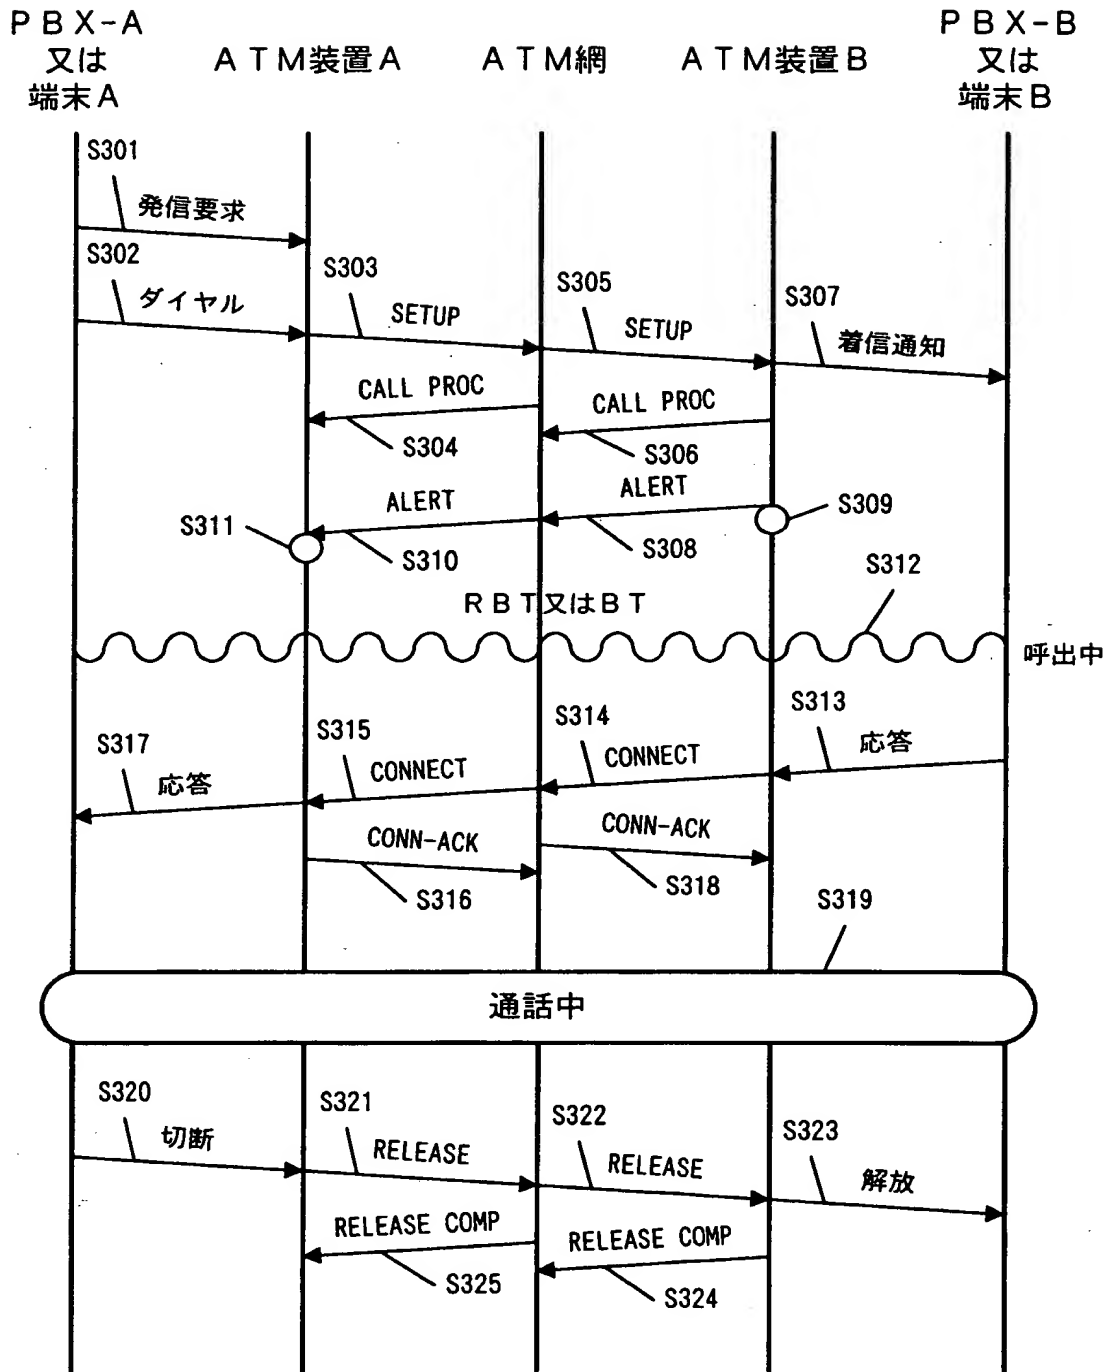 ＰＢＸ-Ａ
又は
端末Ａ
ＡＴＭ装置Ａ
ＡＴＭ網
ＡＴＭ装置Ｂ
ＰＢＸ-Ｂ
又は
端末Ｂ
S301
発信要求
S302
ダイヤル
S303
SETUP
S305
SETUP
S307
着信通知
CALL PROC
S304
CALL PROC
S306
ALERT
S308
S309
ALERT
S310
S311
S312
ＲＢＴ又はＢＴ
呼出中
S313
応答
S314
CONNECT
S315
CONNECT
S317
応答
CONN-ACK
S316
CONN-ACK
S318
S319
通話中
S320
切断
S321
RELEASE
S322
RELEASE
S323
解放
RELEASE COMP
S325
RELEASE COMP
S324